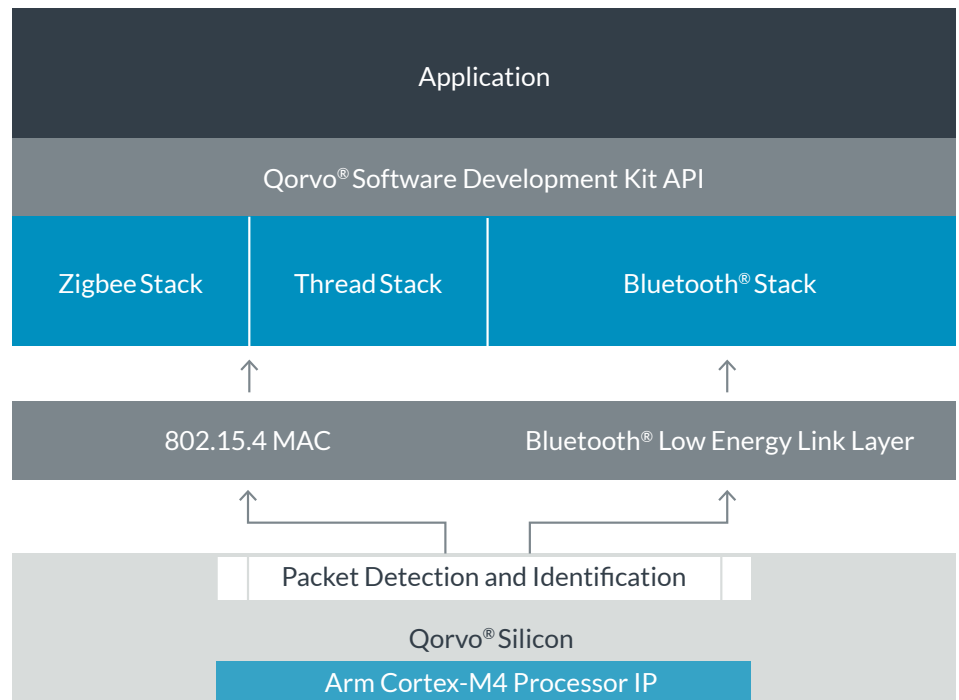 Application
Qorvo® Software Development Kit API
Zigbee Stack
Thread Stack
Bluetooth® Stack
802.15.4 MAC
Bluetooth® Low Energy Link Layer
Packet Detection and Identification
Qorvo® Silicon
Arm Cortex-M4 Processor IP